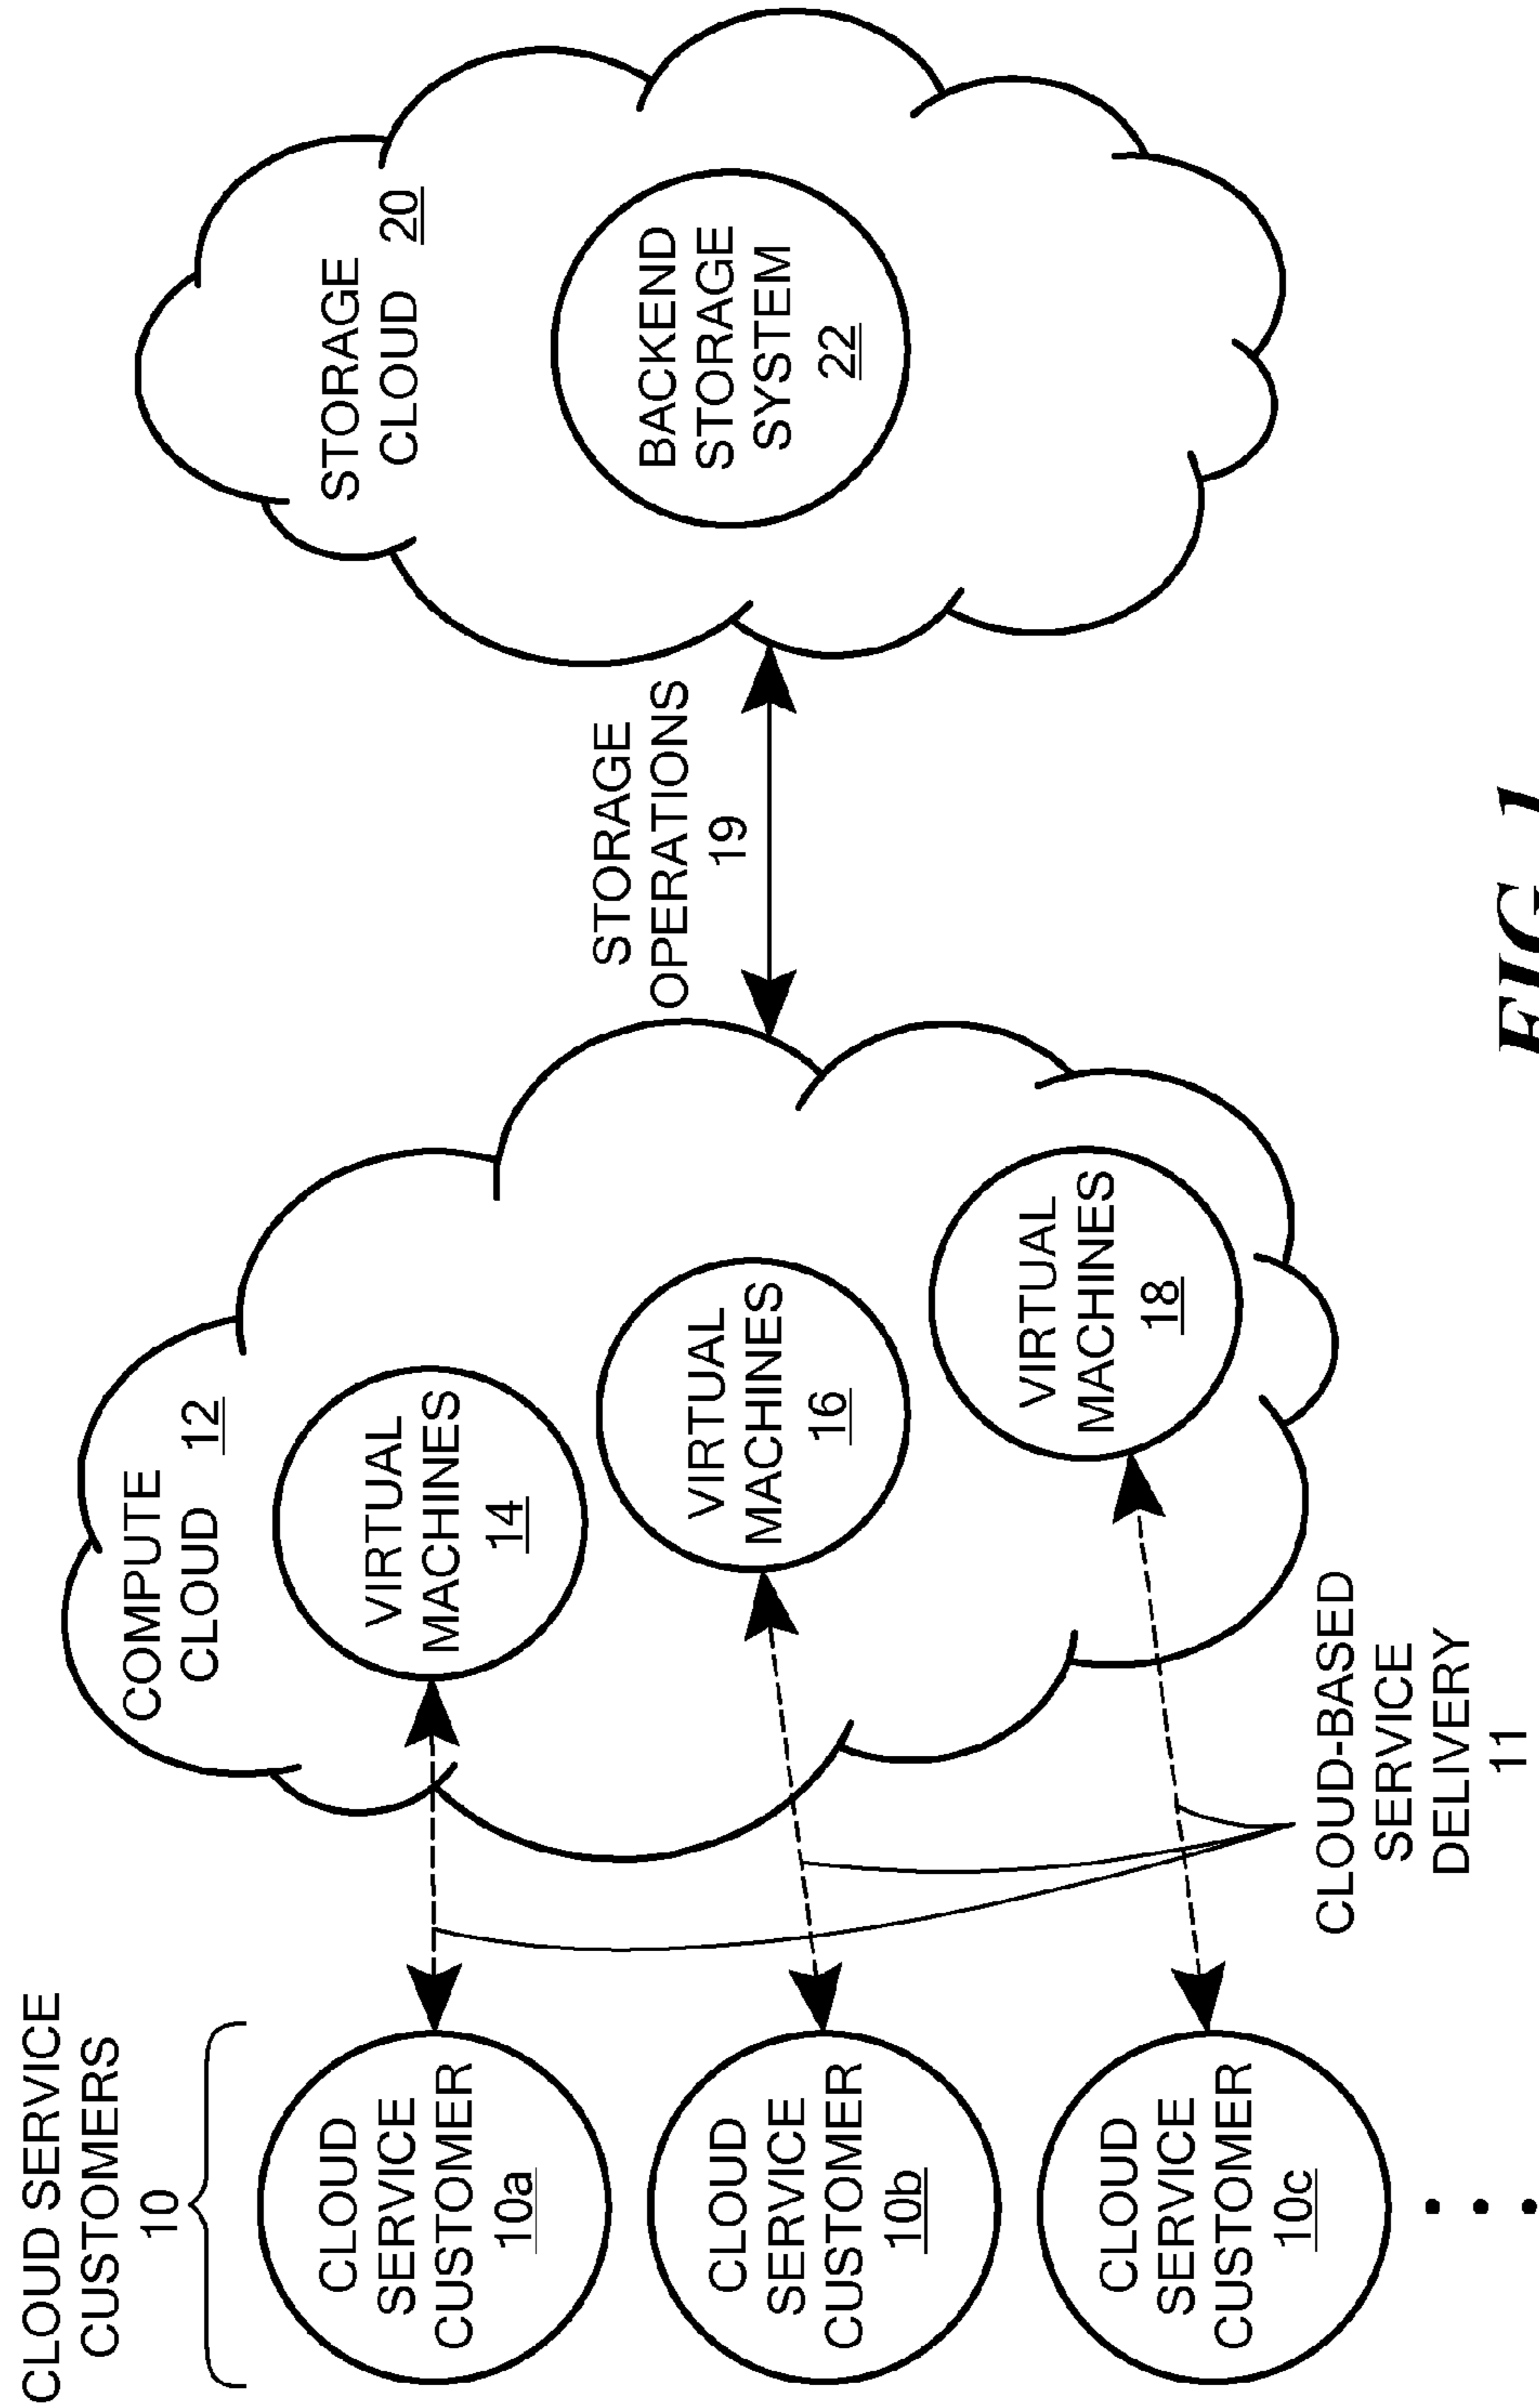 CLOUD SERVICE
CUSTOMERS
10
CLOUD
SERVICE
CUSTOMER
10a
CLOUD
SERVICE
CUSTOMER
10b
CLOUD
SERVICE
CUSTOMER
10c
CLOUD-BASED
SERVICE
DELIVERY
11
COMPUTE
CLOUD 12
VIRTUAL
MACHINES
14
VIRTUAL
MACHINES
16
VIRTUAL
MACHINES
18
STORAGE
OPERATIONS
19
STORAGE
CLOUD 20
BACKEND
STORAGE
SYSTEM
22
FIG. 1